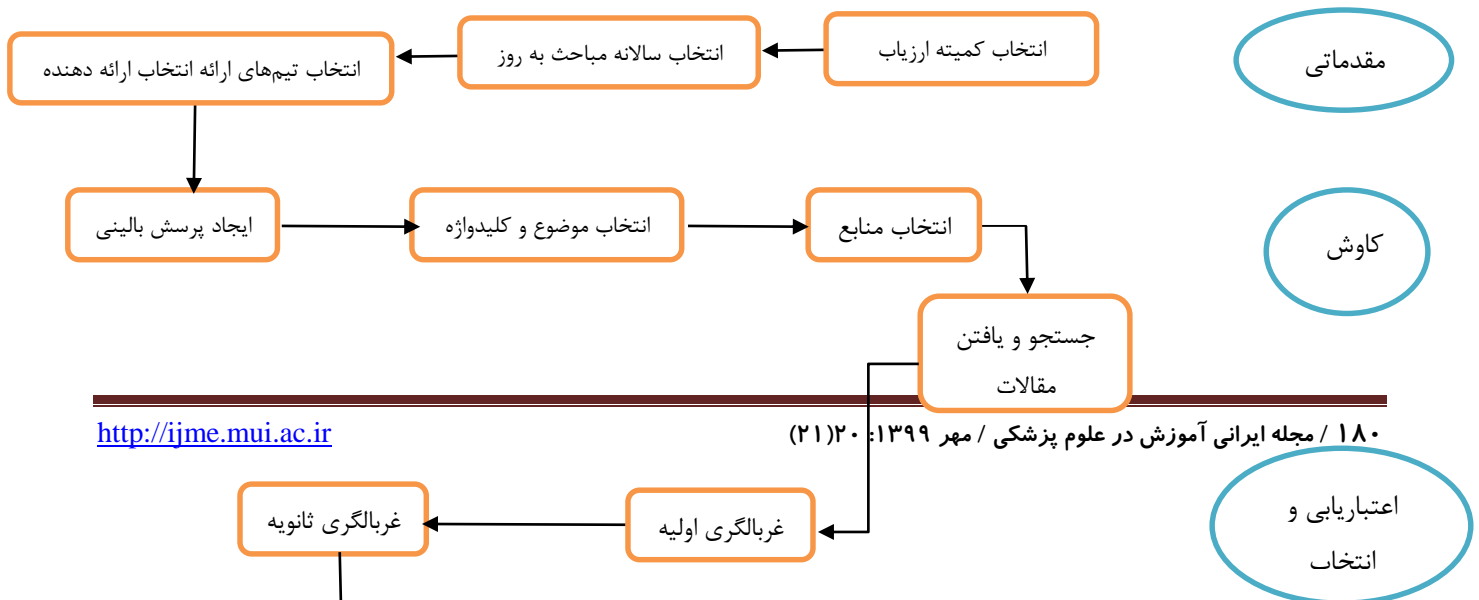 مقدماتی
انتخاب کمیته ارزیاب
انتخاب سالانه مباحث به روز
انتخاب تیم‌های ارائه انتخاب ارائه دهنده
کاوش
ایجاد پرسش بالینی
انتخاب موضوع و کلیدواژه
انتخاب منابع
جستجو و یافتن
مقالات
۱۸۰ / مجله ایرانی آموزش در علوم پزشکی / مهر ۱۳۹۹؛ ۲۰(۲۱)
http://ijme.mui.ac.ir
اعتباریابی و
انتخاب
غربالگری اولیه
غربالگری ثانویه